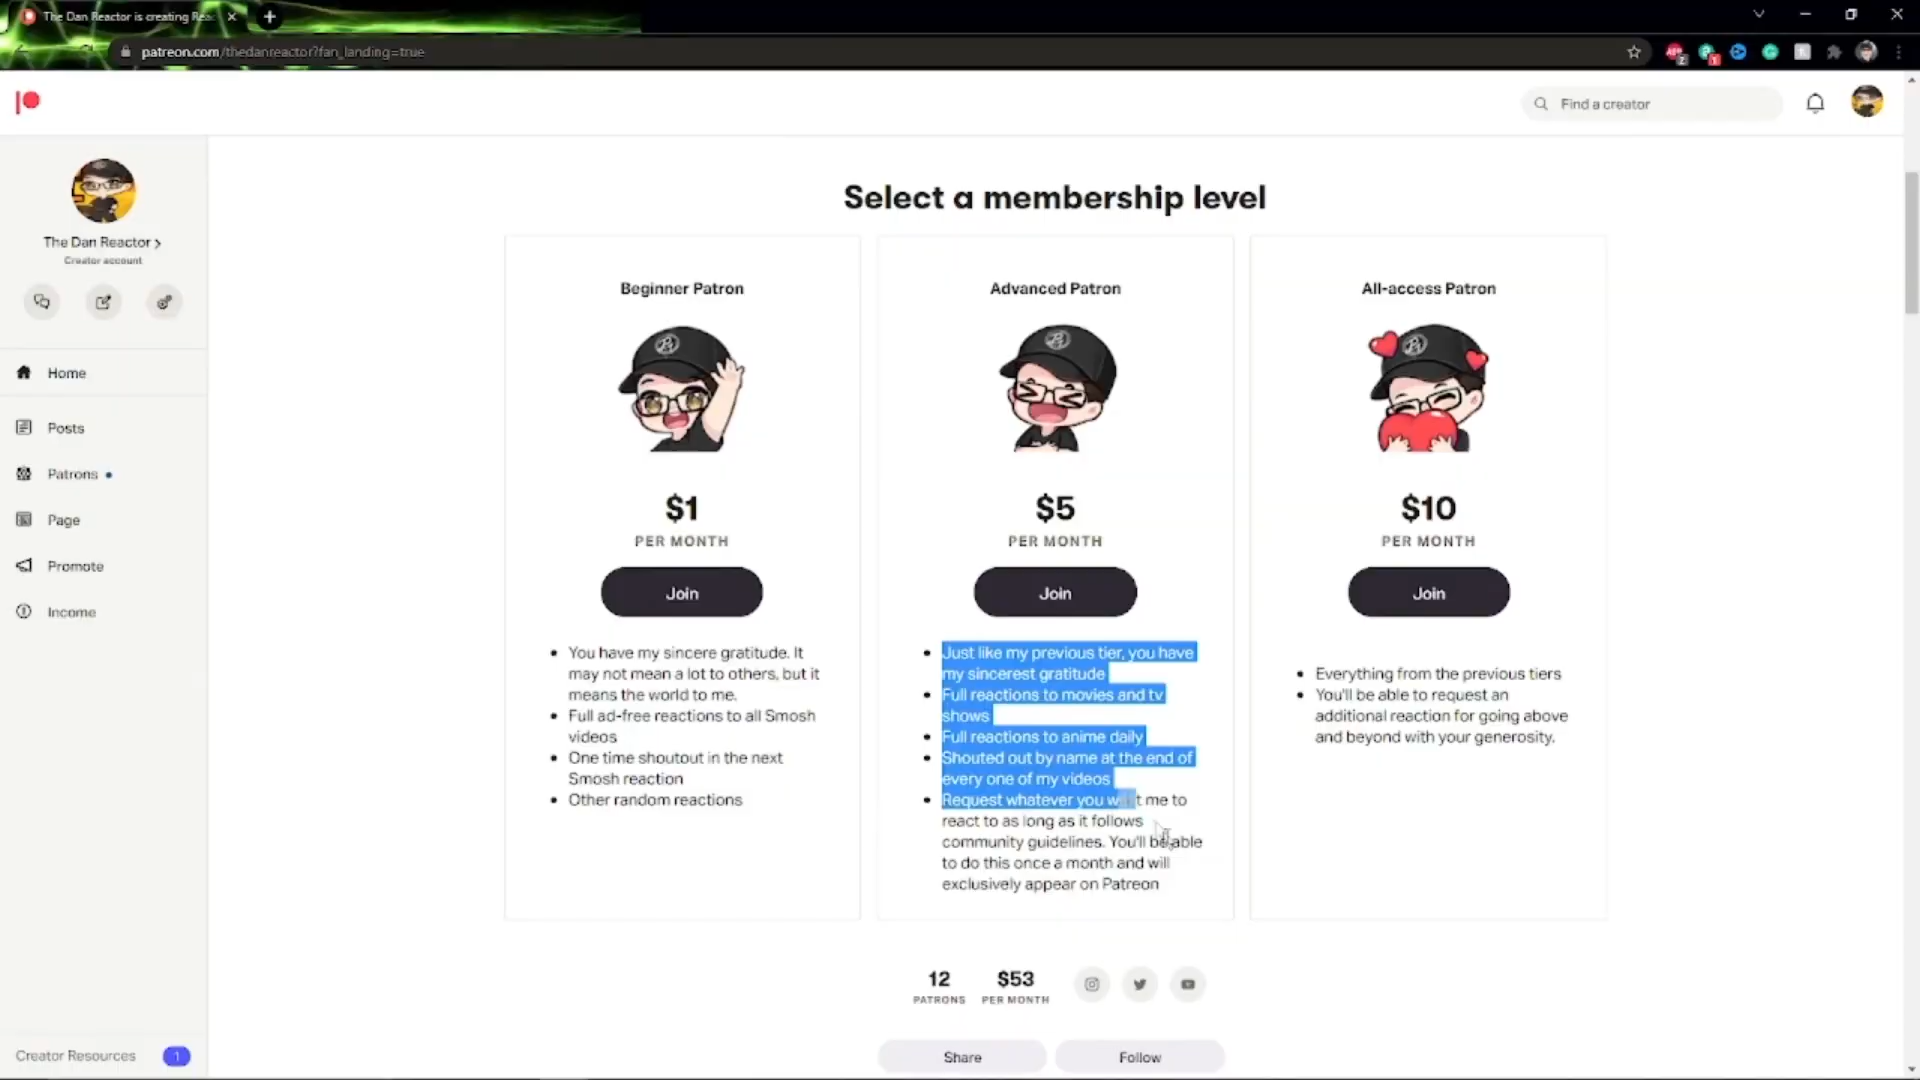 The Dan Reactor is creating Rea
patreon.com/thedanreactor?fan_landing=true
Find a creator
The Dan Reactor
Creator account
Home
Posts
Patrons
Page
Promote
Income
Creator Resources
1
Select a membership level
Beginner Patron
$1
PER MONTH
Join
You have my sincere gratitude. It
may not mean a lot to others, but it
means the world to me.
Full ad-free reactions to all Smosh
videos
One time shoutout in the next
Smosh reaction
Other random reactions
Advanced Patron
$5
PER MONTH
Join
Just like my previous tier, you have
my sincerest gratitude
Full reactions to movies and tv
shows
Full reactions to anime daily
Shouted out by name at the end of
every one of my videos
Request whatever you want me to
react to as long as it follows
community guidelines. You'll be able
to do this once a month and will
exclusively appear on Patreon
All-access Patron
$10
PER MONTH
Join
Everything from the previous tiers
You'll be able to request an
additional reaction for going above
and beyond with your generosity.
12
PATRONS
$53
PER MONTH
Share
Follow